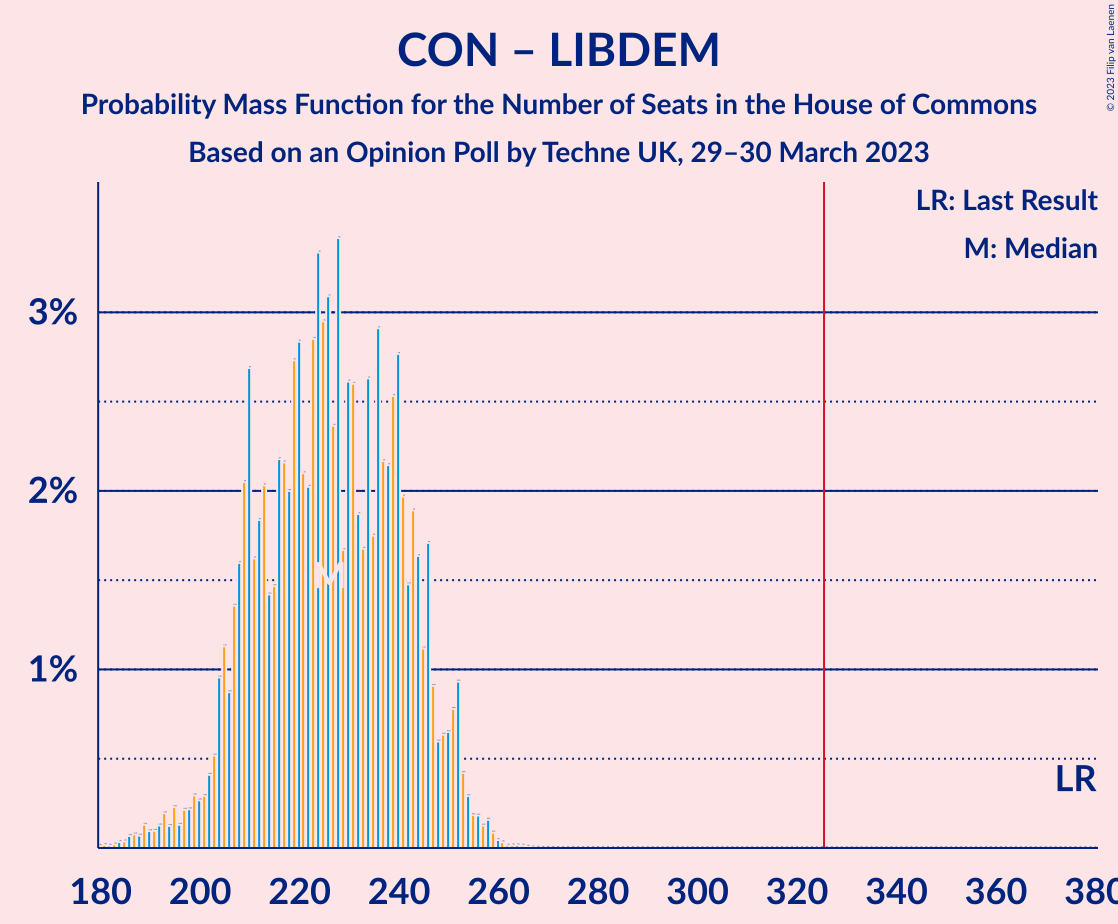 CON – LIBDEM
Probability Mass Function for the Number of Seats in the House of Commons
Based on an Opinion Poll by Techne UK, 29–30 March 2023
© 2023 Filip van Laenen
LR: Last Result
M: Median
3%
2%
1%
M
LR
180 200 220 240 260 280 300 320 340 360 380